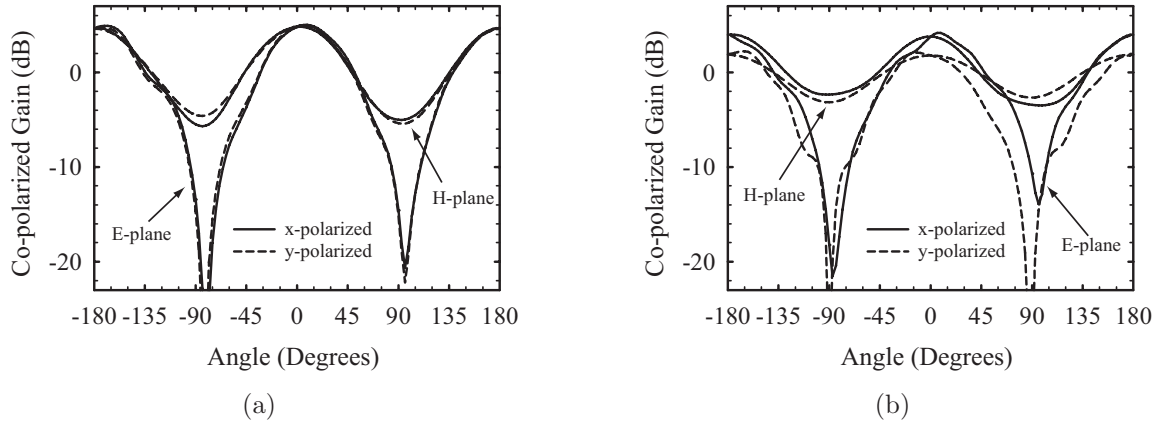 Co-polarized Gain (dB)
0
-10
-20
E-plane
H-plane
x-polarized
y-polarized
-180 -135 -90 -45 0 45 90 135 180
Angle (Degrees)
(a)
Co-polarized Gain (dB)
0
-10
-20
H-plane
E-plane
x-polarized
y-polarized
-180 -135 -90 -45 0 45 90 135 180
Angle (Degrees)
(b)